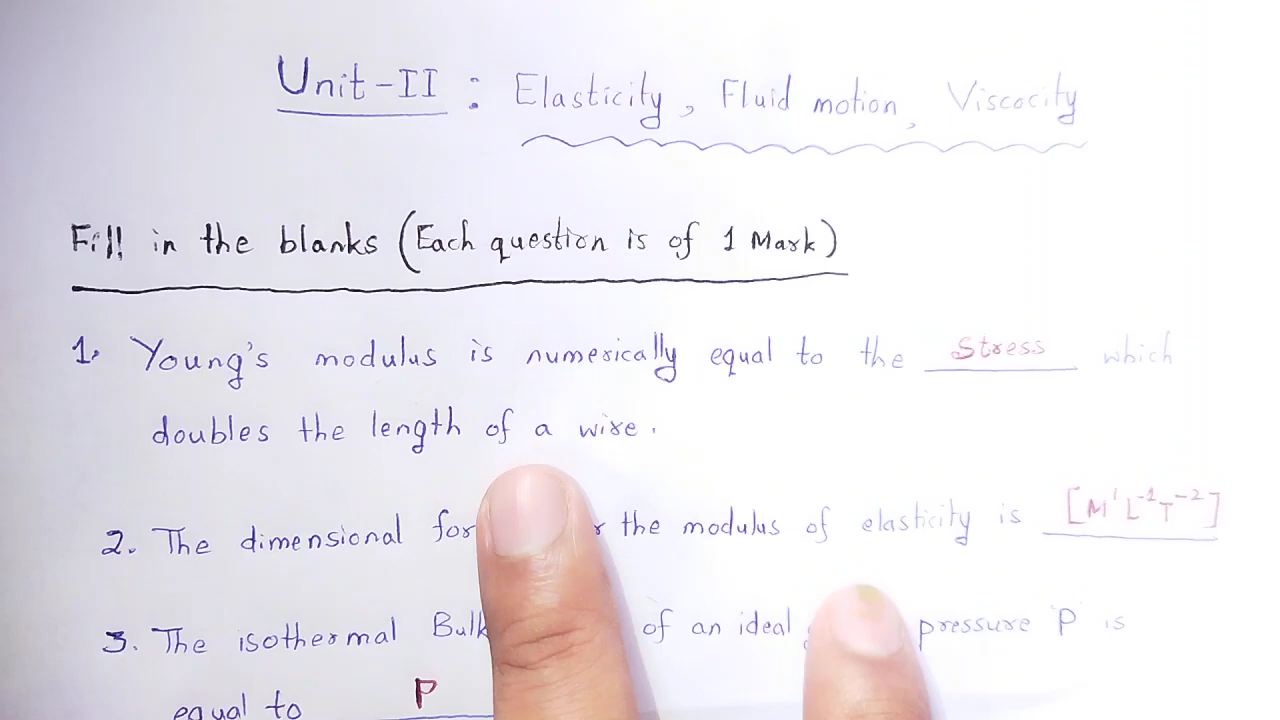 Unit-II : Elasticity, Fluid motion, Viscocity
Fill in the blanks (Each question is of 1 Mark)
1. Young's modulus is numerically equal to the Stress which
doubles the length of a wire.
2. The dimensional the modulus of elasticity is [M¹L⁻¹T⁻²]
3. The isothermal Bulk of an ideal pressure 'P' is
equal to P